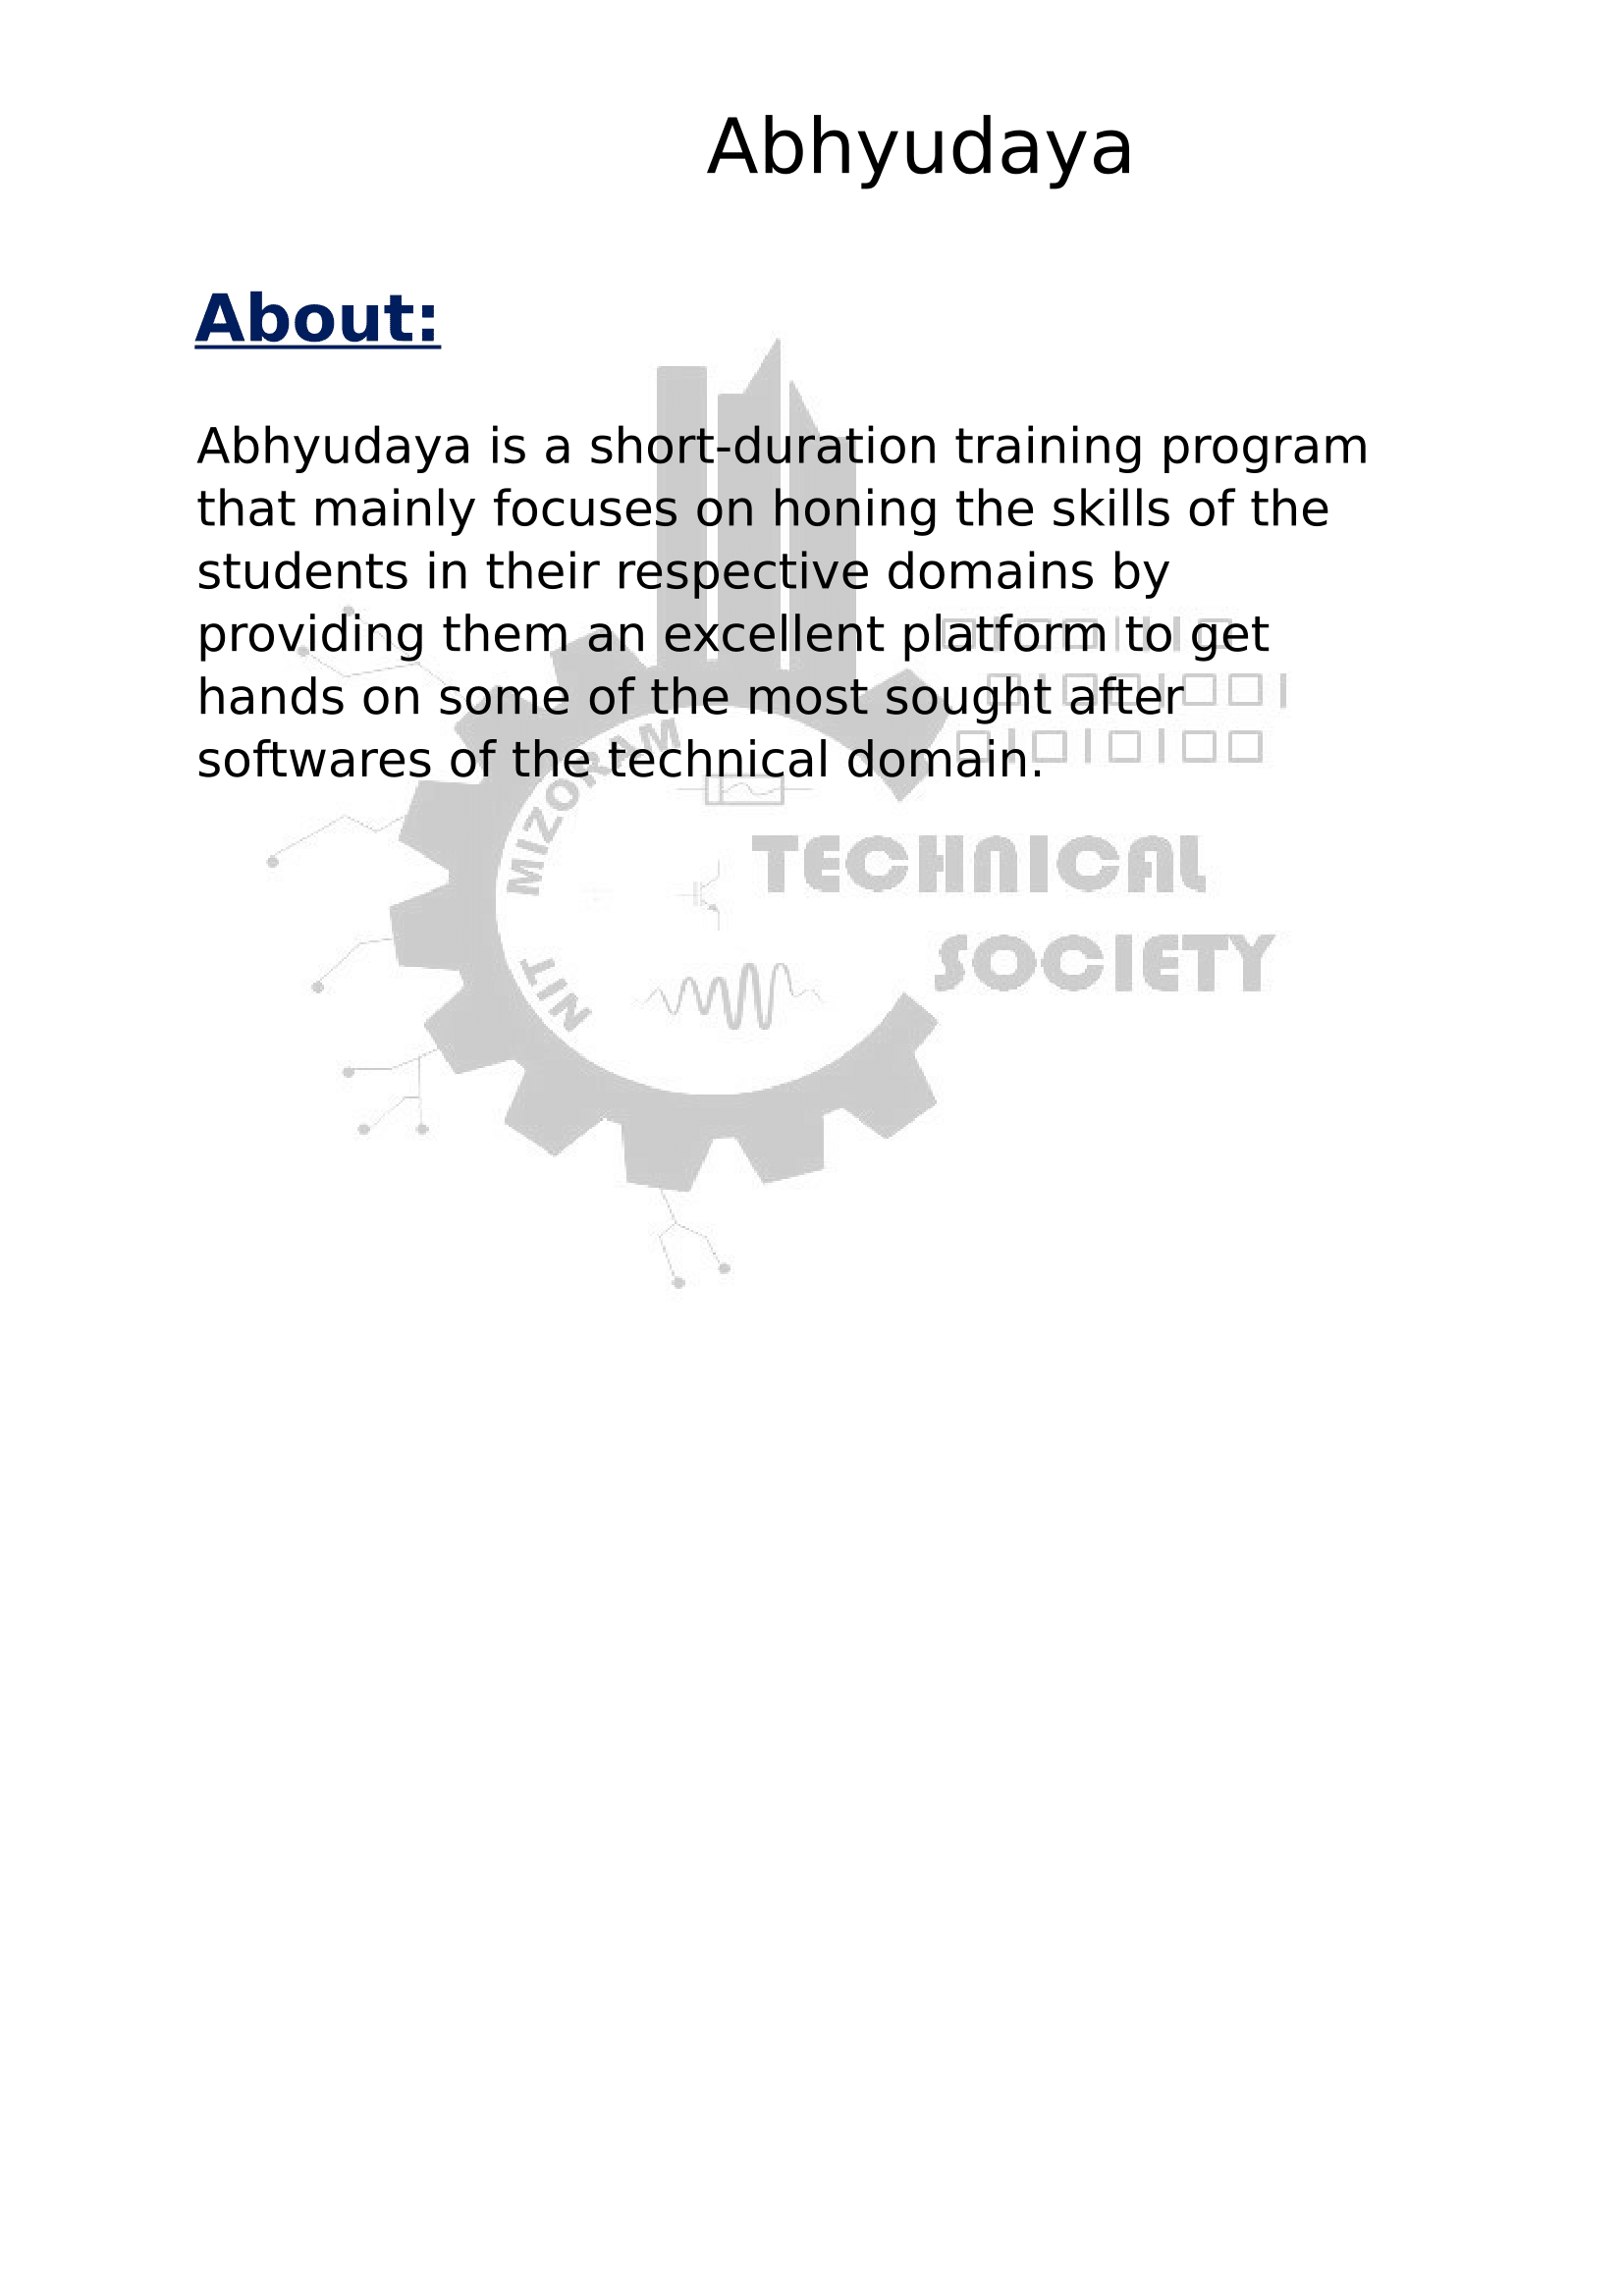 Abhyudaya
About:
Abhyudaya is a short-duration training program
that mainly focuses on honing the skills of the
students in their respective domains by
providing them an excellent platform to get
hands on some of the most sought after
softwares of the technical domain.
NIT MIZORAM
TECHNICAL
SOCIETY